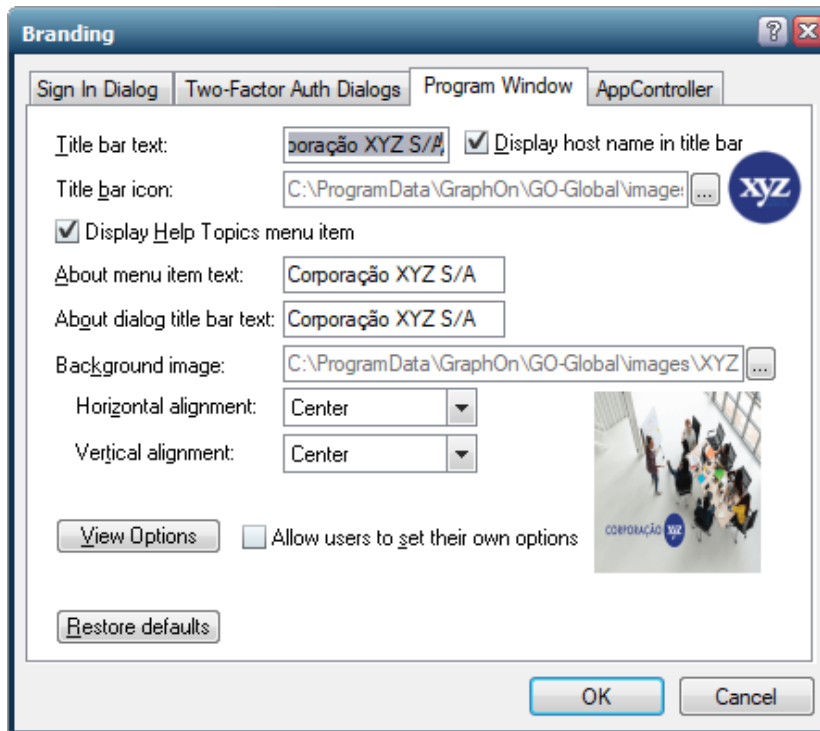 Branding
Sign In Dialog Two-Factor Auth Dialogs Program Window AppController
Title bar text: poração XYZ S/A Display host name in title bar
Title bar icon: C:\ProgramData\GraphOn\GO-Global\images ... xyz
Display Help Topics menu item
About menu item text: Corporação XYZ S/A
About dialog title bar text: Corporação XYZ S/A
Background image: C:\ProgramData\GraphOn\GO-Global\images\XYZ ...
Horizontal alignment: Center
Vertical alignment: Center
CORPORAÇÃO xyz
View Options Allow users to set their own options
Restore defaults
OK Cancel